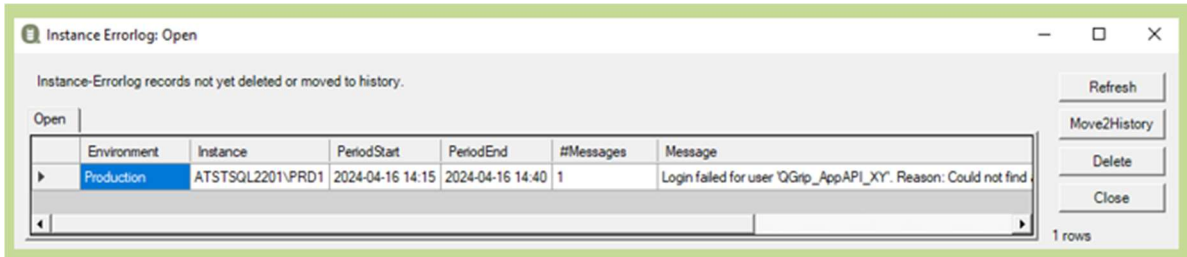 Instance Errorlog: Open
Instance-Errorlog records not yet deleted or moved to history.
Refresh
Open
Move2History
Environment Instance PeriodStart PeriodEnd #Messages Message
Delete
Production ATSTSQL2201\PRD1 2024-04-16 14:15 2024-04-16 14:40 1 Login failed for user 'QGrip_AppAPI_XY'. Reason: Could not find
Close
1 rows